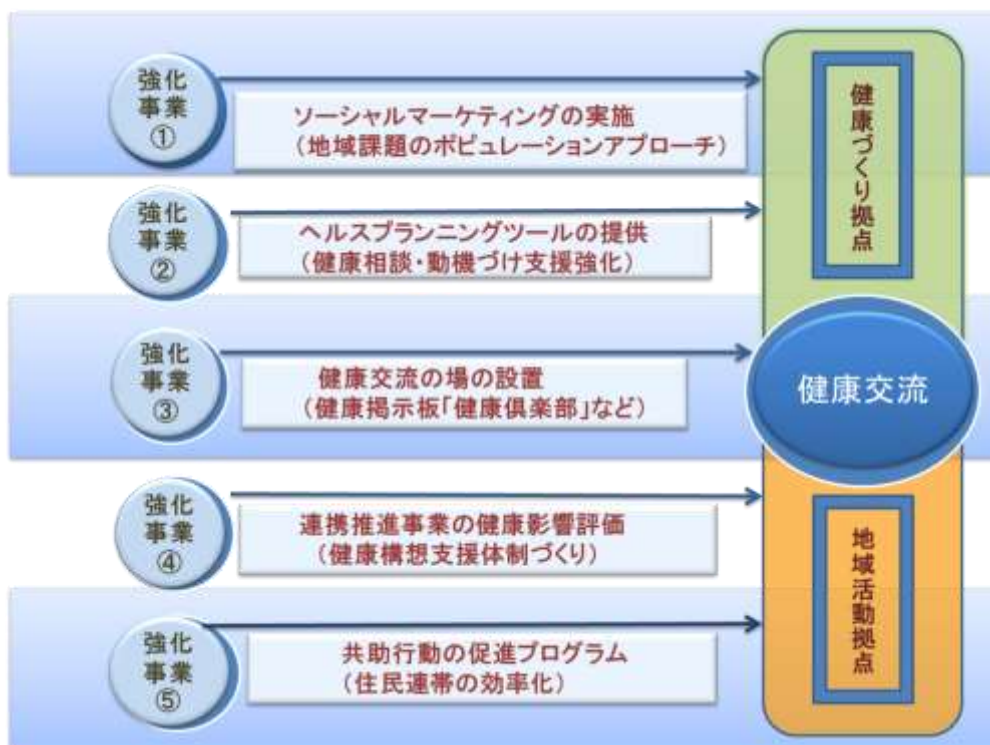 強化
事業
①
ソーシャルマーケティングの実施
（地域課題のポピュレーションアプローチ）
強化
事業
②
ヘルスプランニングツールの提供
（健康相談・動機づけ支援強化）
強化
事業
③
健康交流の場の設置
（健康掲示板「健康倶楽部」など）
強化
事業
④
連携推進事業の健康影響評価
（健康構想支援体制づくり）
強化
事業
⑤
共助行動の促進プログラム
（住民連帯の効率化）
健康づくり拠点
健康交流
地域活動拠点